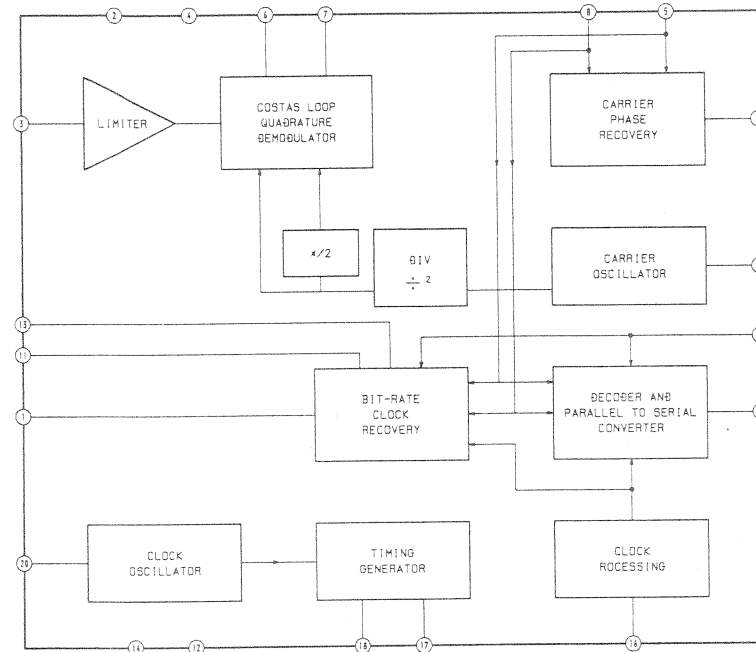 2 4 6 7 8 5
3
LIMITER
COSTAS LOOP
QUADRATURE
DEMODULATOR
CARRIER
PHASE
RECOVERY
π/2
DIV
÷ 2
CARRIER
OSCILLATOR
13
11
1
BIT-RATE
CLOCK
RECOVERY
DECODER AND
PARALLEL TO SERIAL
CONVERTER
20
CLOCK
OSCILLATOR
TIMING
GENERATOR
CLOCK
ROCESSING
14 12 18 17 16